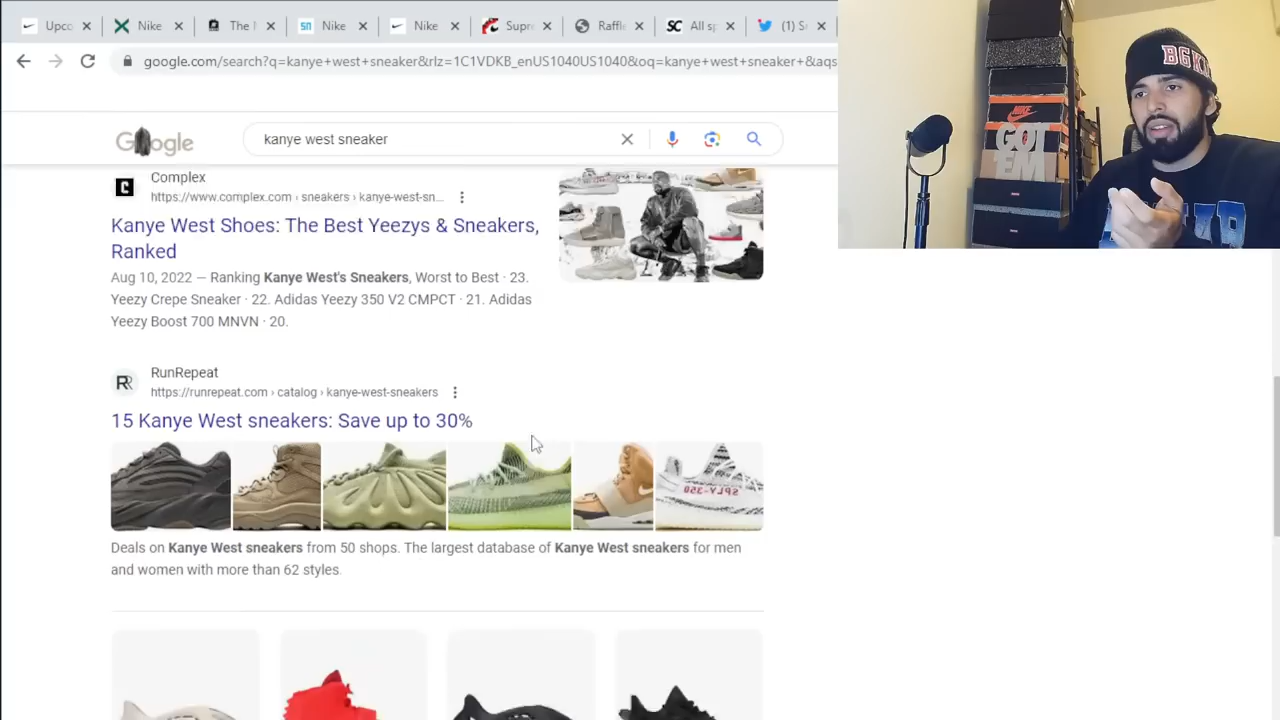 Upco
Nike
The
Nike
Nike
Supre
Raffle
All s
(1) S
google.com/search?q=kanye+west+sneaker&rlz=1C1VDKB_enUS1040US1040&oq=kanye+west+sneaker+&aqs
Google
kanye west sneaker
Complex
https://www.complex.com › sneakers › kanye-west-sn...
Kanye West Shoes: The Best Yeezys & Sneakers,
Ranked
Aug 10, 2022 — Ranking Kanye West's Sneakers, Worst to Best · 23.
Yeezy Crepe Sneaker · 22. Adidas Yeezy 350 V2 CMPCT · 21. Adidas
Yeezy Boost 700 MNVN · 20.
RunRepeat
https://runrepeat.com › catalog › kanye-west-sneakers
15 Kanye West sneakers: Save up to 30%
SPLY-350
Deals on Kanye West sneakers from 50 shops. The largest database of Kanye West sneakers for men
and women with more than 62 styles.
NIKE
GOT
EM